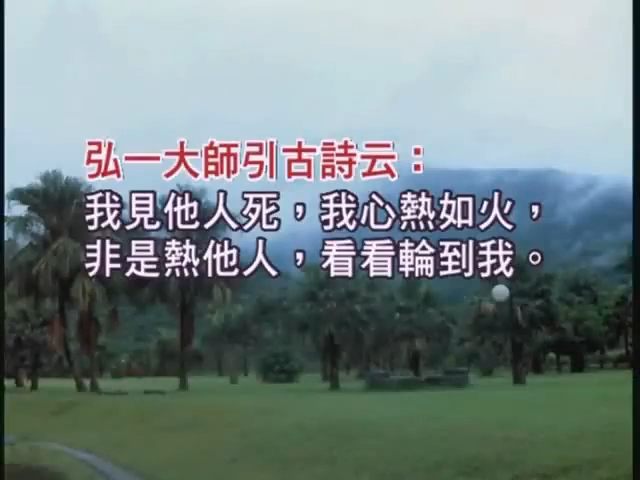 弘一大師引古詩云：
我見他人死，我心熱如火，
非是熱他人，看看輪到我。